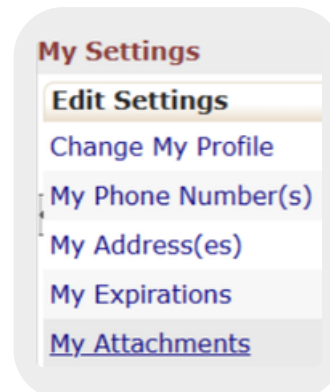 My Settings
Edit Settings
Change My Profile
My Phone Number(s)
My Address(es)
My Expirations
My Attachments